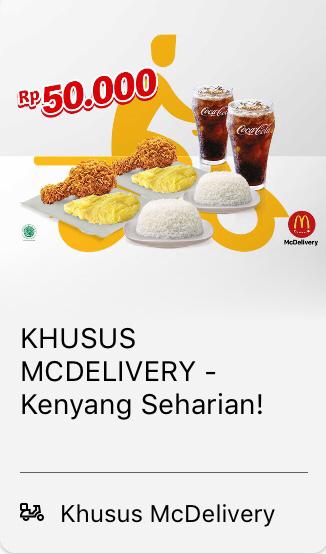 Rp 50.000
Coca-Cola
Coca-Cola
McDelivery
KHUSUS
MCDELIVERY -
Kenyang Seharian!
Khusus McDelivery